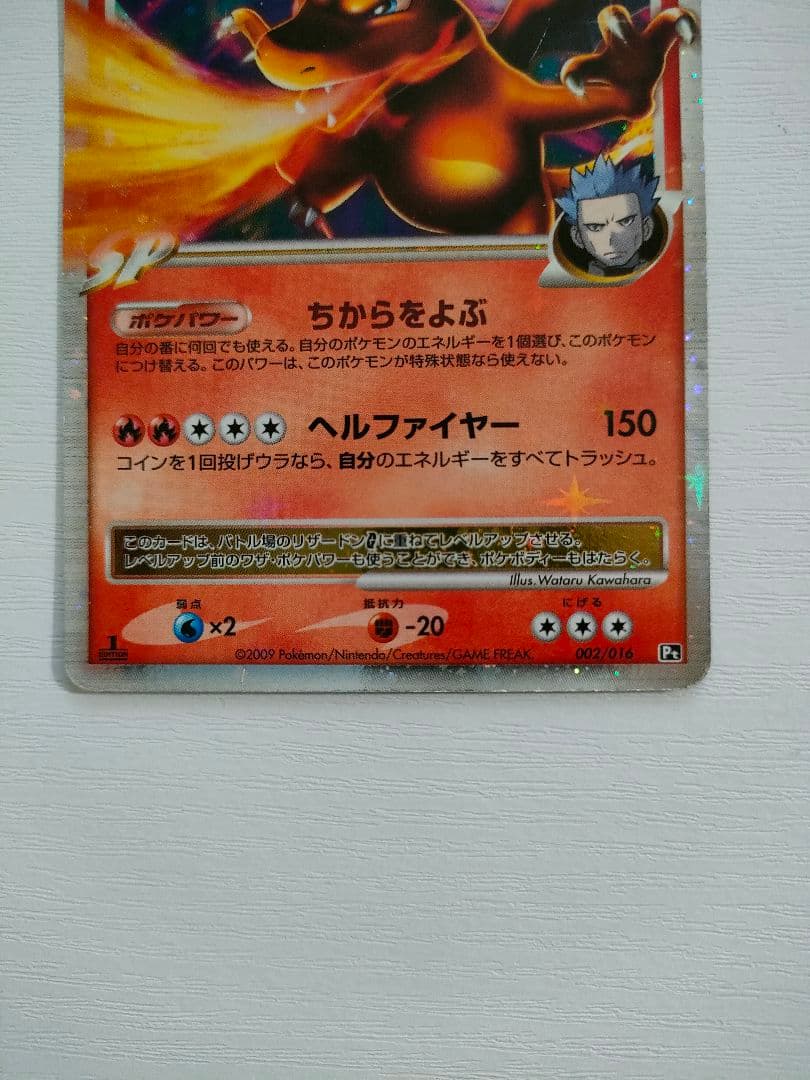 SP
ポケパワー ちからをよぶ
自分の番に何回でも使える。自分のポケモンのエネルギーを1個選び、このポケモン
につけ替える。このパワーは、このポケモンが特殊状態なら使えない。
ヘルファイヤー 150
コインを1回投げウラなら、自分のエネルギーをすべてトラッシュ。
このカードは、バトル場のリザードンGに重ねてレベルアップさせる。
レベルアップ前のワザ・ポケパワーも使うことができ、ポケボディーもはたらく。
Illus. Wataru Kawahara
弱点 抵抗力 にげる
×2 -20
1 EDITION ©2009 Pokémon/Nintendo/Creatures/GAME FREAK. 002/016 Pt